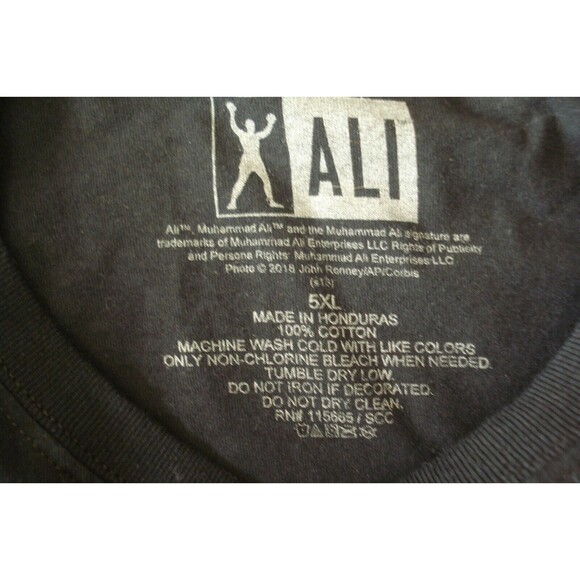 ALI
Ali™, Muhammad Ali™ and the Muhammad Ali signature are
trademarks of Muhammad Ali Enterprises LLC Rights of Publicity
and Persona Rights: Muhammad Ali Enterprises LLC
Photo © 2018 John Ronney/AP/Corbis
(s13)
5XL
MADE IN HONDURAS
100% COTTON
MACHINE WASH COLD WITH LIKE COLORS
ONLY NON-CHLORINE BLEACH WHEN NEEDED.
TUMBLE DRY LOW.
DO NOT IRON IF DECORATED.
DO NOT DRY CLEAN.
RN# 115665 / SCC